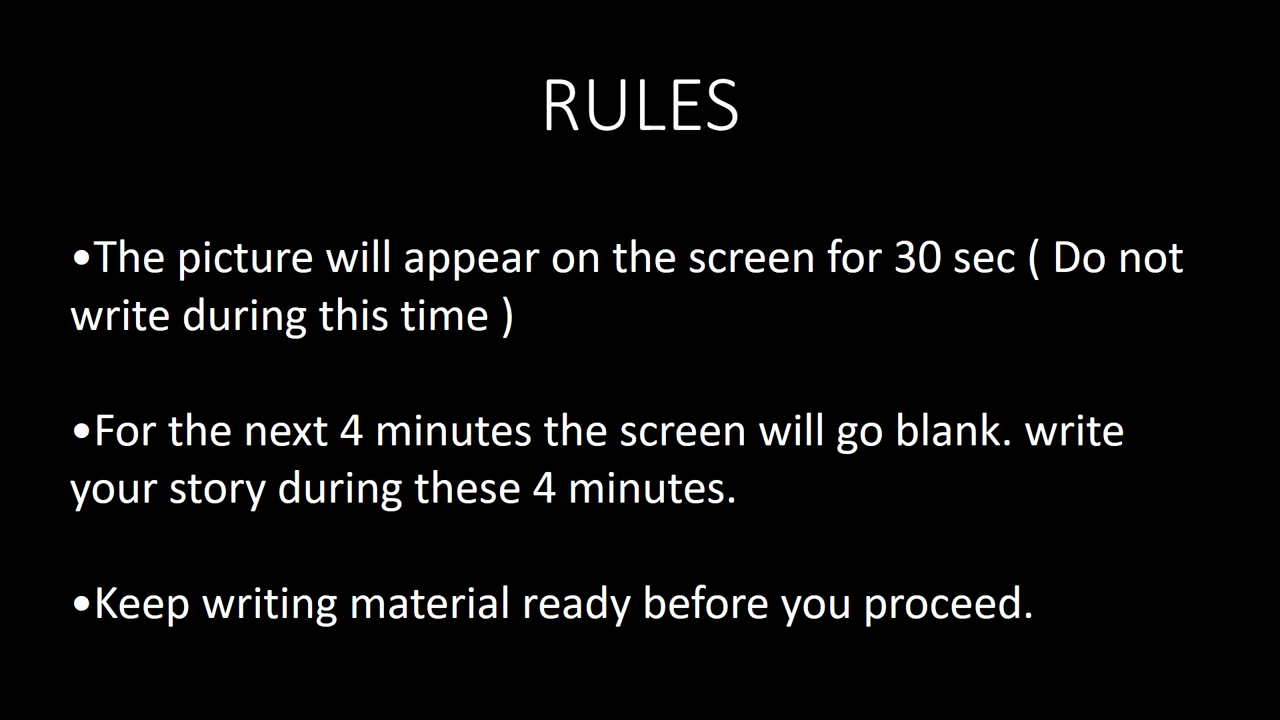 RULES
•The picture will appear on the screen for 30 sec ( Do not
write during this time )
•For the next 4 minutes the screen will go blank. write
your story during these 4 minutes.
•Keep writing material ready before you proceed.